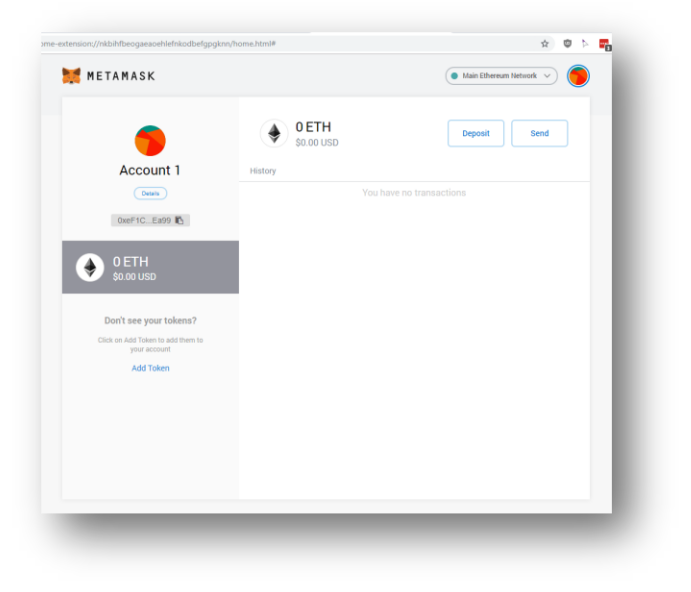 ome-extension://nkbihfbeogaeaoehlefnkodbefgpgknn/home.html#
METAMASK
Main Ethereum Network
Account 1
Details
0xeF1C...Ea99
0 ETH
$0.00 USD
Don't see your tokens?
Click on Add Token to add them to
your account
Add Token
0 ETH
$0.00 USD
Deposit
Send
History
You have no transactions